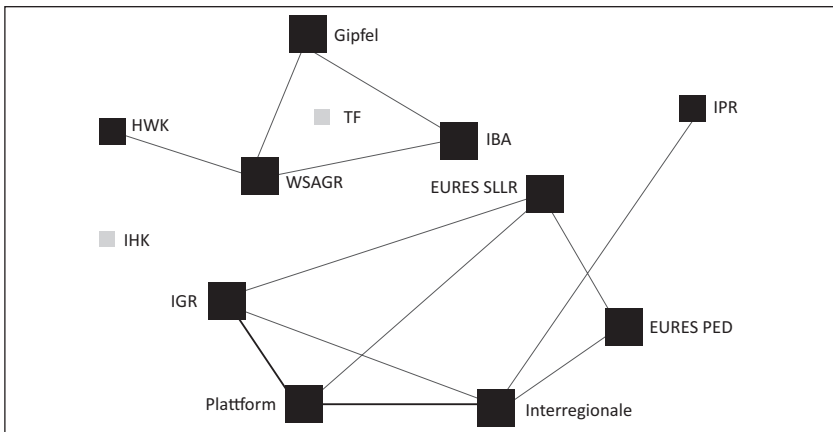 Gipfel
IPR
TF
HWK
IBA
WSAGR
EURES SLLR
IHK
IGR
EURES PED
Plattform
Interregionale